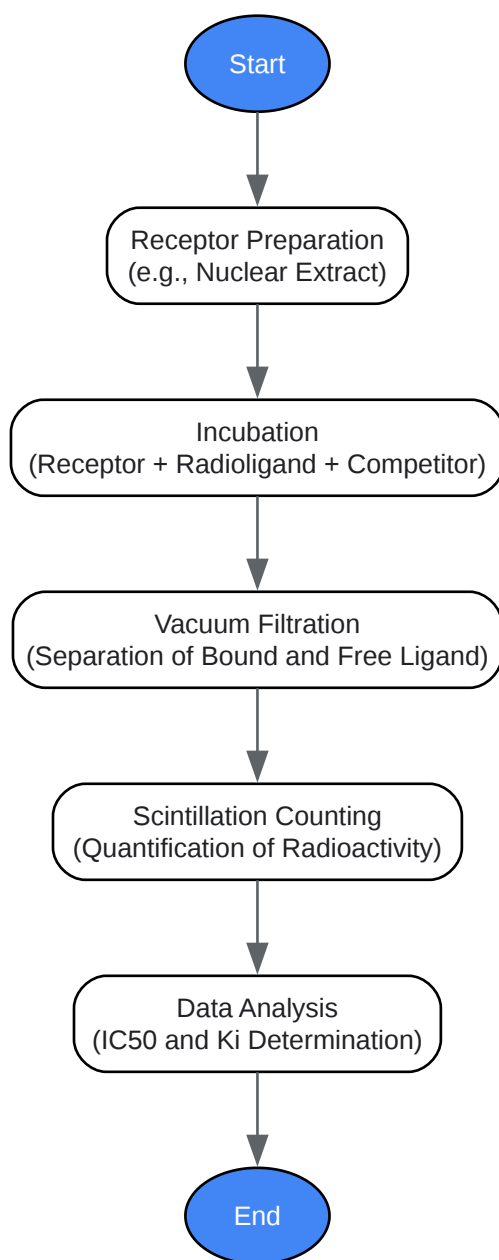 Start
Receptor Preparation
(e.g., Nuclear Extract)
Incubation
(Receptor + Radioligand + Competitor)
Vacuum Filtration
(Separation of Bound and Free Ligand)
Scintillation Counting
(Quantification of Radioactivity)
Data Analysis
(IC50 and Ki Determination)
End